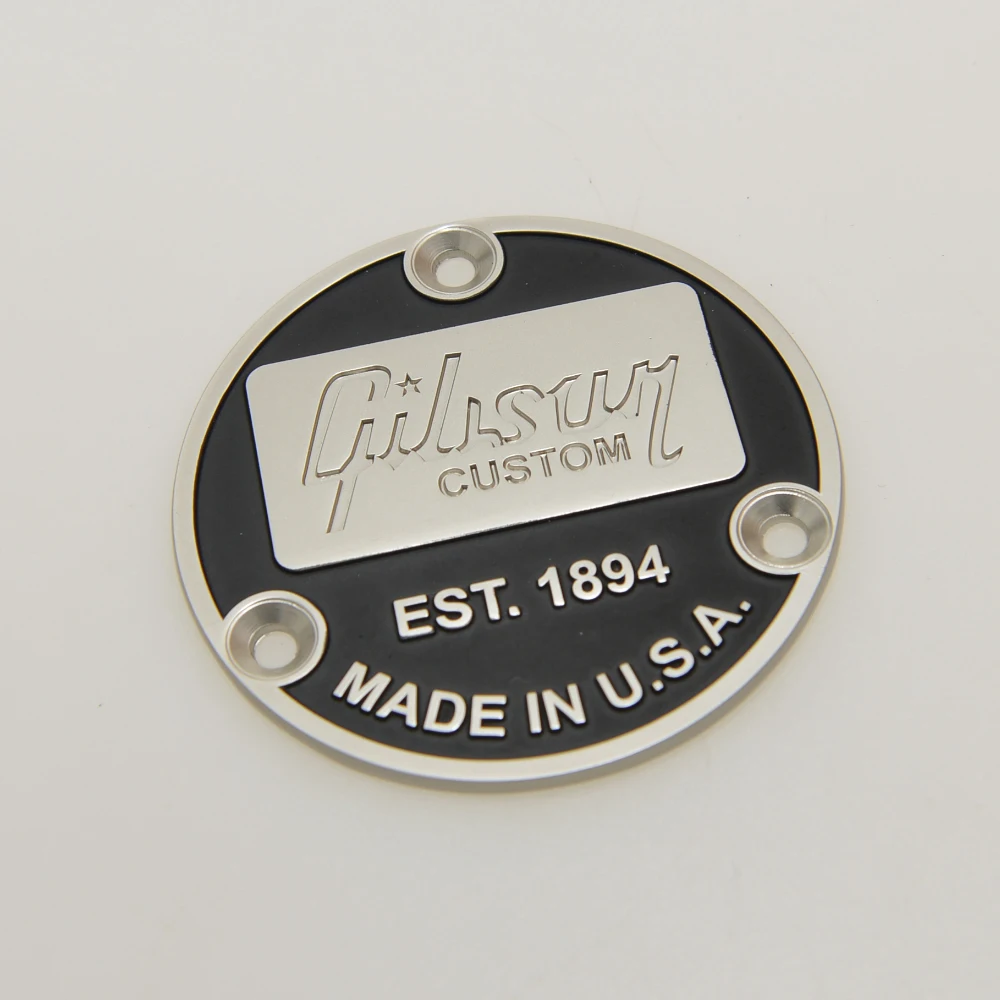 Gibson
CUSTOM
EST. 1894
MADE IN U.S.A.